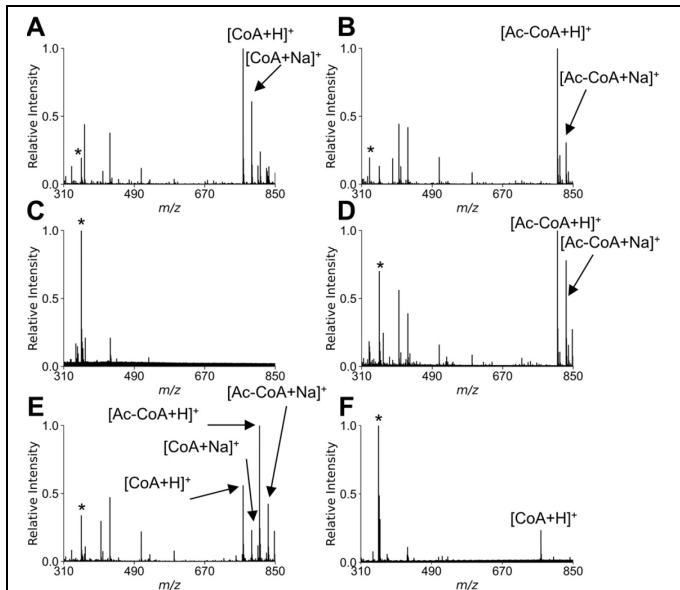 A
[CoA+H]+
[CoA+Na]+
Relative Intensity
1.0
0.5
0.0
*
310 490 670 850
m/z
B
[Ac-CoA+H]+
[Ac-CoA+Na]+
Relative Intensity
1.0
0.5
0.0
*
310 490 670 850
m/z
C
Relative Intensity
1.0
0.5
0.0
*
310 490 670 850
m/z
D
[Ac-CoA+H]+
[Ac-CoA+Na]+
Relative Intensity
1.0
0.5
0.0
*
310 490 670 850
m/z
E
[Ac-CoA+Na]+
[Ac-CoA+H]+
[CoA+Na]+
[CoA+H]+
Relative Intensity
1.0
0.5
0.0
*
310 490 670 850
m/z
F
[CoA+H]+
Relative Intensity
1.0
0.5
0.0
*
310 490 670 850
m/z